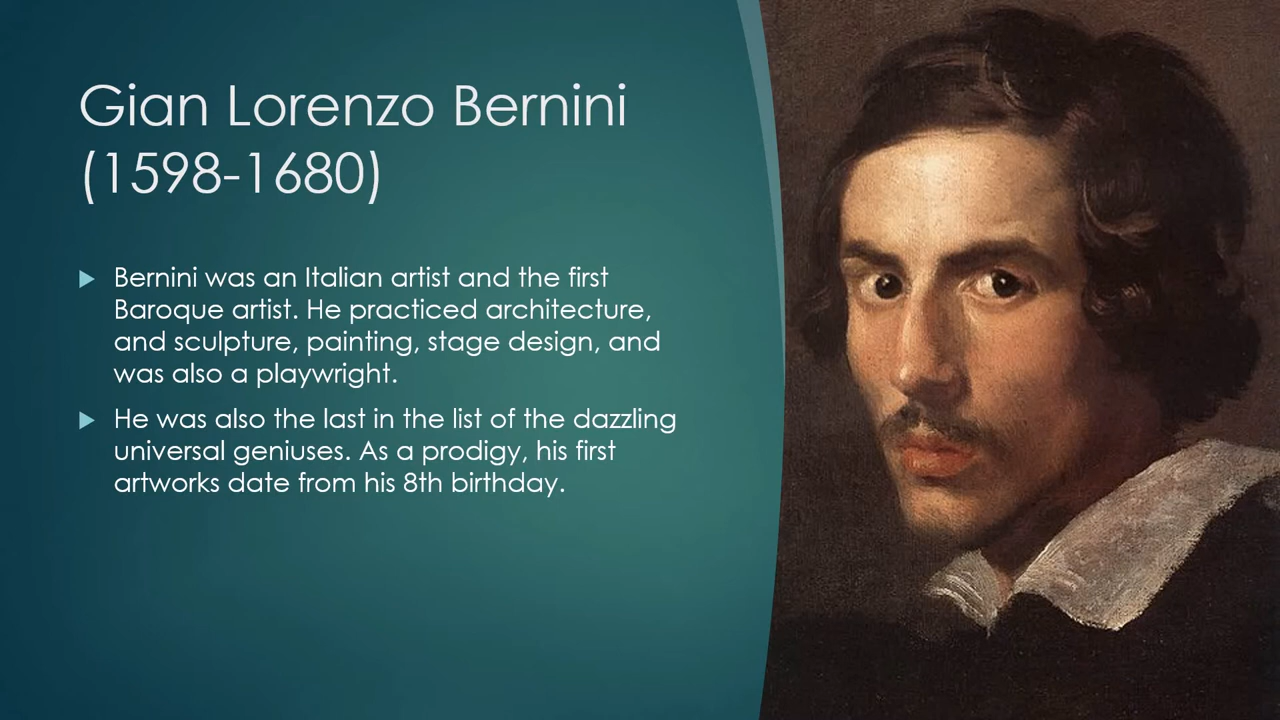 Gian Lorenzo Bernini
(1598-1680)
Bernini was an Italian artist and the first
Baroque artist. He practiced architecture,
and sculpture, painting, stage design, and
was also a playwright.
He was also the last in the list of the dazzling
universal geniuses. As a prodigy, his first
artworks date from his 8th birthday.